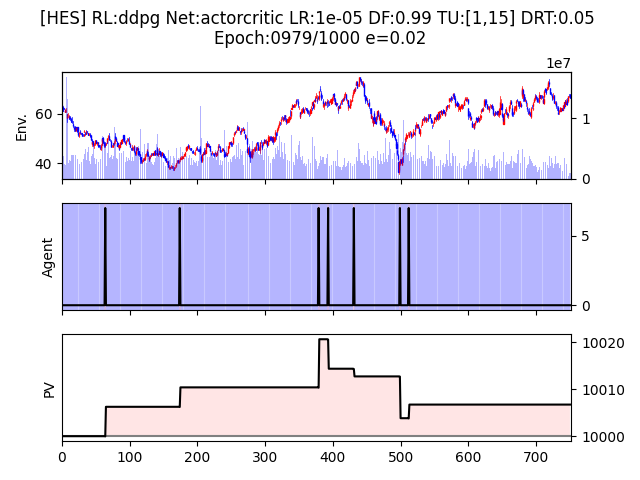 [HES] RL:ddpg Net:actorcritic LR:1e-05 DF:0.99 TU:[1,15] DRT:0.05
Epoch:0979/1000 e=0.02
1e7
Env.
60
40
1
0
Agent
5
0
PV
10020
10010
10000
0 100 200 300 400 500 600 700